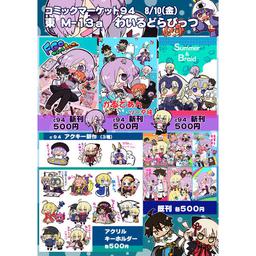 コミックマーケット94 8/10(金)
東 M-13a わいるどらびっつ
Summer
&
Braid
c94 新刊
500円
c94 新刊
500円
c94 新刊
500円
c94 アクキー新作(3種)
既刊 各500円
アクリル
キーホルダー
各500円